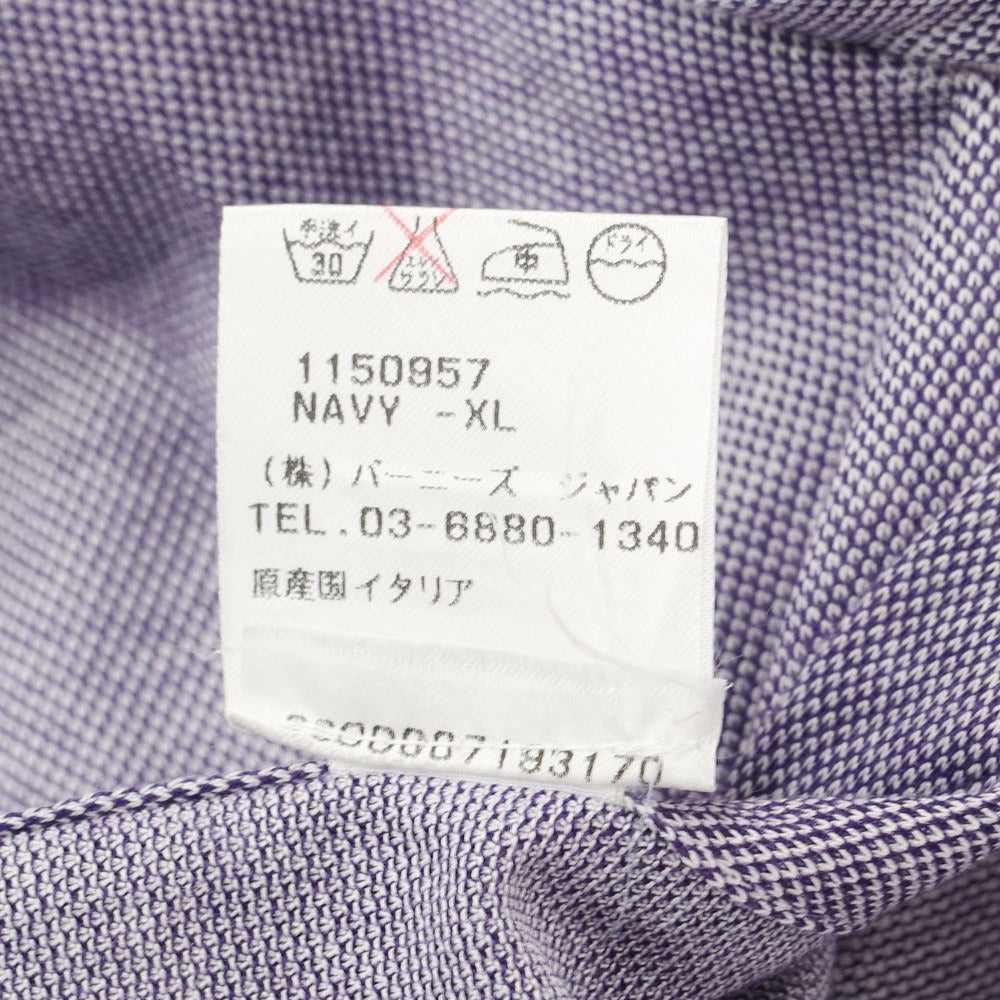 手洗イ エンソ 中 ドライ
30 サラシ
1150957
NAVY -XL
(株)バーニーズ ジャパン
TEL.03-6880-1340
原産国イタリア